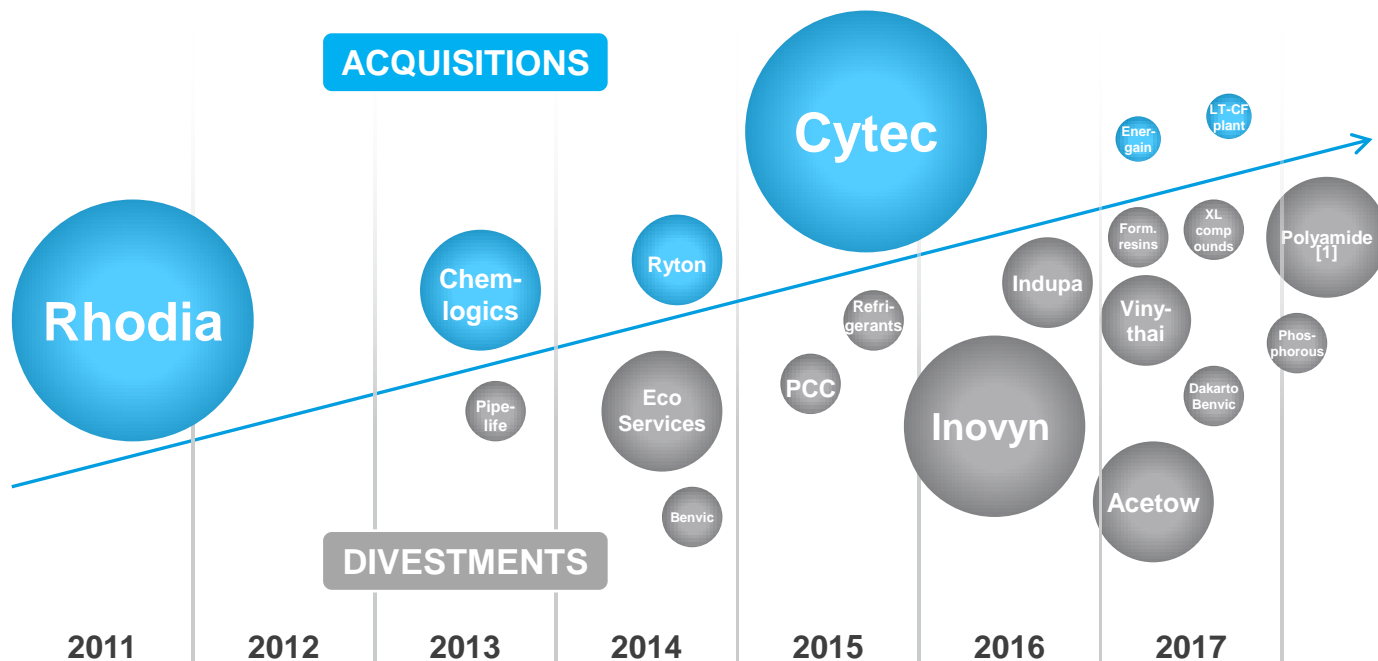 ACQUISITIONS
Cytec
LT-CF
plant
Ener-
gain
Rhodia
Chem-
logics
Ryton
Refri-
gerants
Indupa
Form.
resins
XL
comp
ounds
Polyamide
[1]
Viny-
thai
Phos-
phorous
Pipe-
life
Eco
Services
PCC
Inovyn
Dakarto
Benvic
Benvic
Acetow
DIVESTMENTS
2011
2012
2013
2014
2015
2016
2017